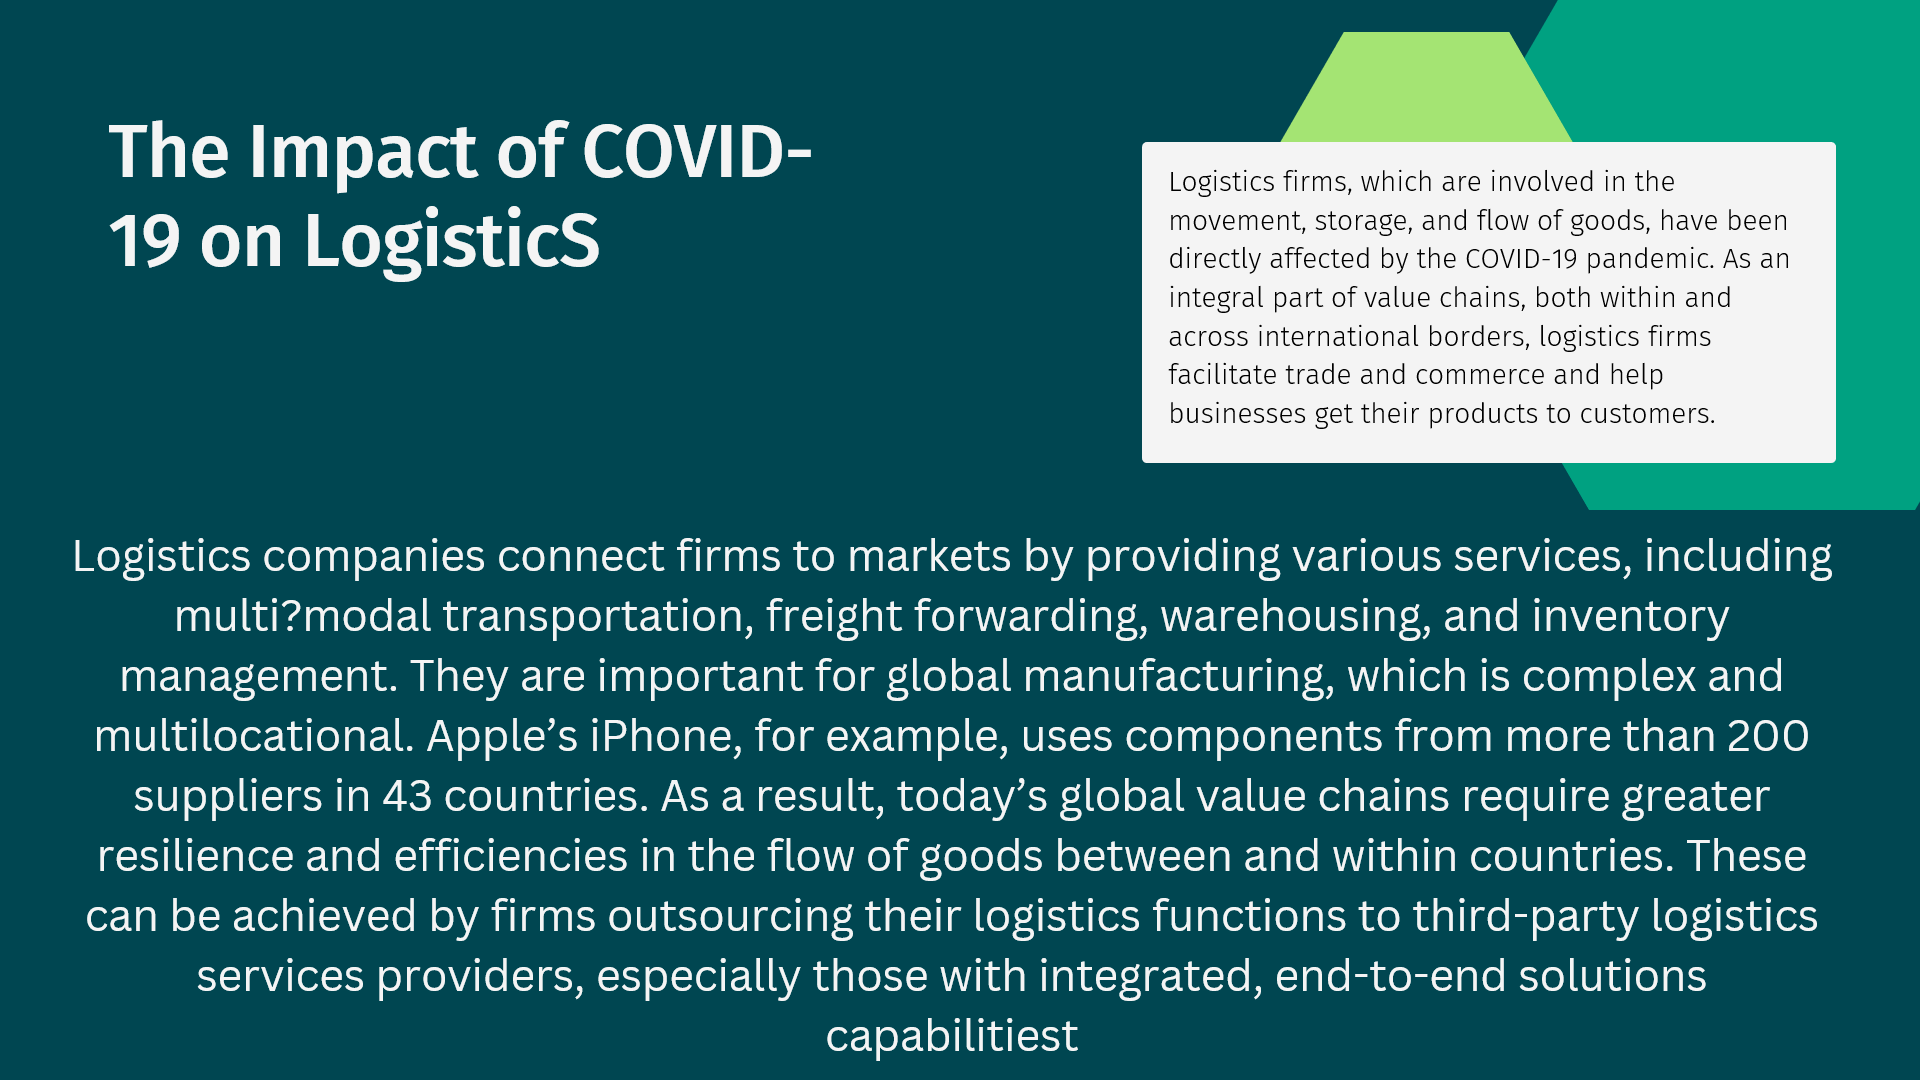 The Impact of COVID-
19 on LogisticS
Logistics firms, which are involved in the
movement, storage, and flow of goods, have been
directly affected by the COVID-19 pandemic. As an
integral part of value chains, both within and
across international borders, logistics firms
facilitate trade and commerce and help
businesses get their products to customers.
Logistics companies connect firms to markets by providing various services, including
multi?modal transportation, freight forwarding, warehousing, and inventory
management. They are important for global manufacturing, which is complex and
multilocational. Apple’s iPhone, for example, uses components from more than 200
suppliers in 43 countries. As a result, today’s global value chains require greater
resilience and efficiencies in the flow of goods between and within countries. These
can be achieved by firms outsourcing their logistics functions to third-party logistics
services providers, especially those with integrated, end-to-end solutions
capabilitiest